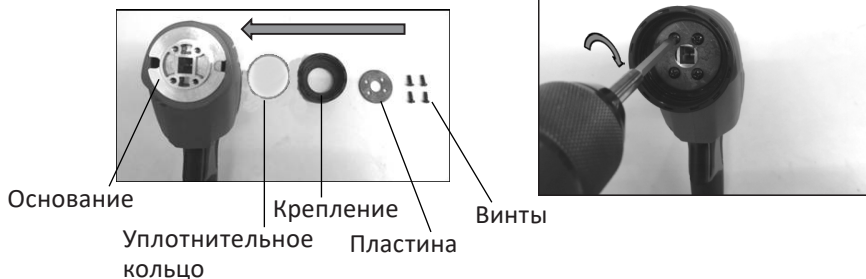 Основание
Уплотнительное
кольцо
Крепление
Пластина
Винты